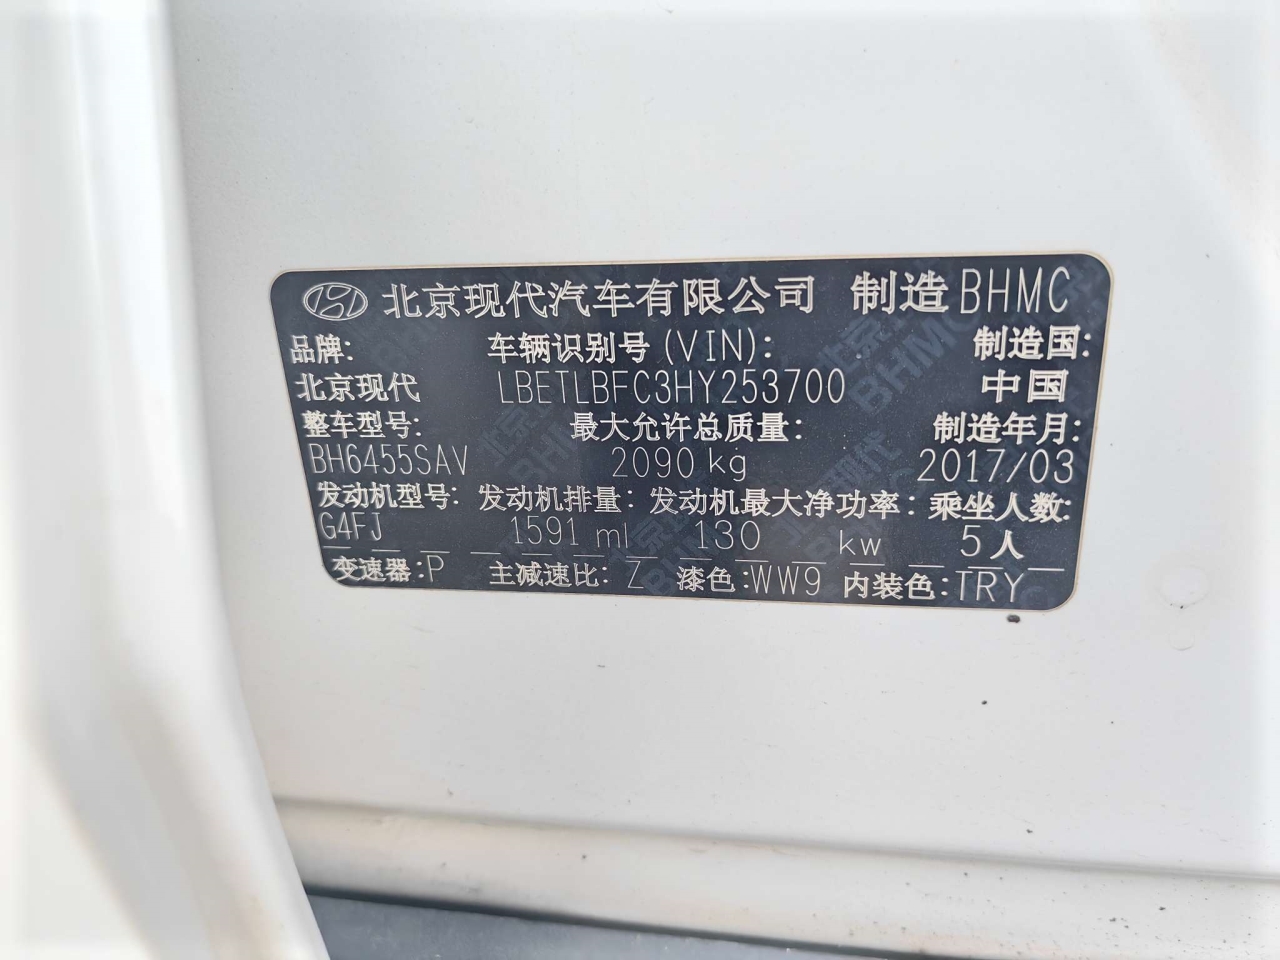 北京现代汽车有限公司 制造 BHMC
品牌: 车辆识别号 (VIN): 制造国:
北京现代 LBETLBFC3HY253700 中国
整车型号: 最大允许总质量: 制造年月:
BH6455SAV 2090 kg 2017/03
发动机型号: 发动机排量: 发动机最大净功率: 乘坐人数:
G4FJ 1591 ml 130 kw 5人
变速器:P 主减速比: Z 漆色:WW9 内装色:TRY